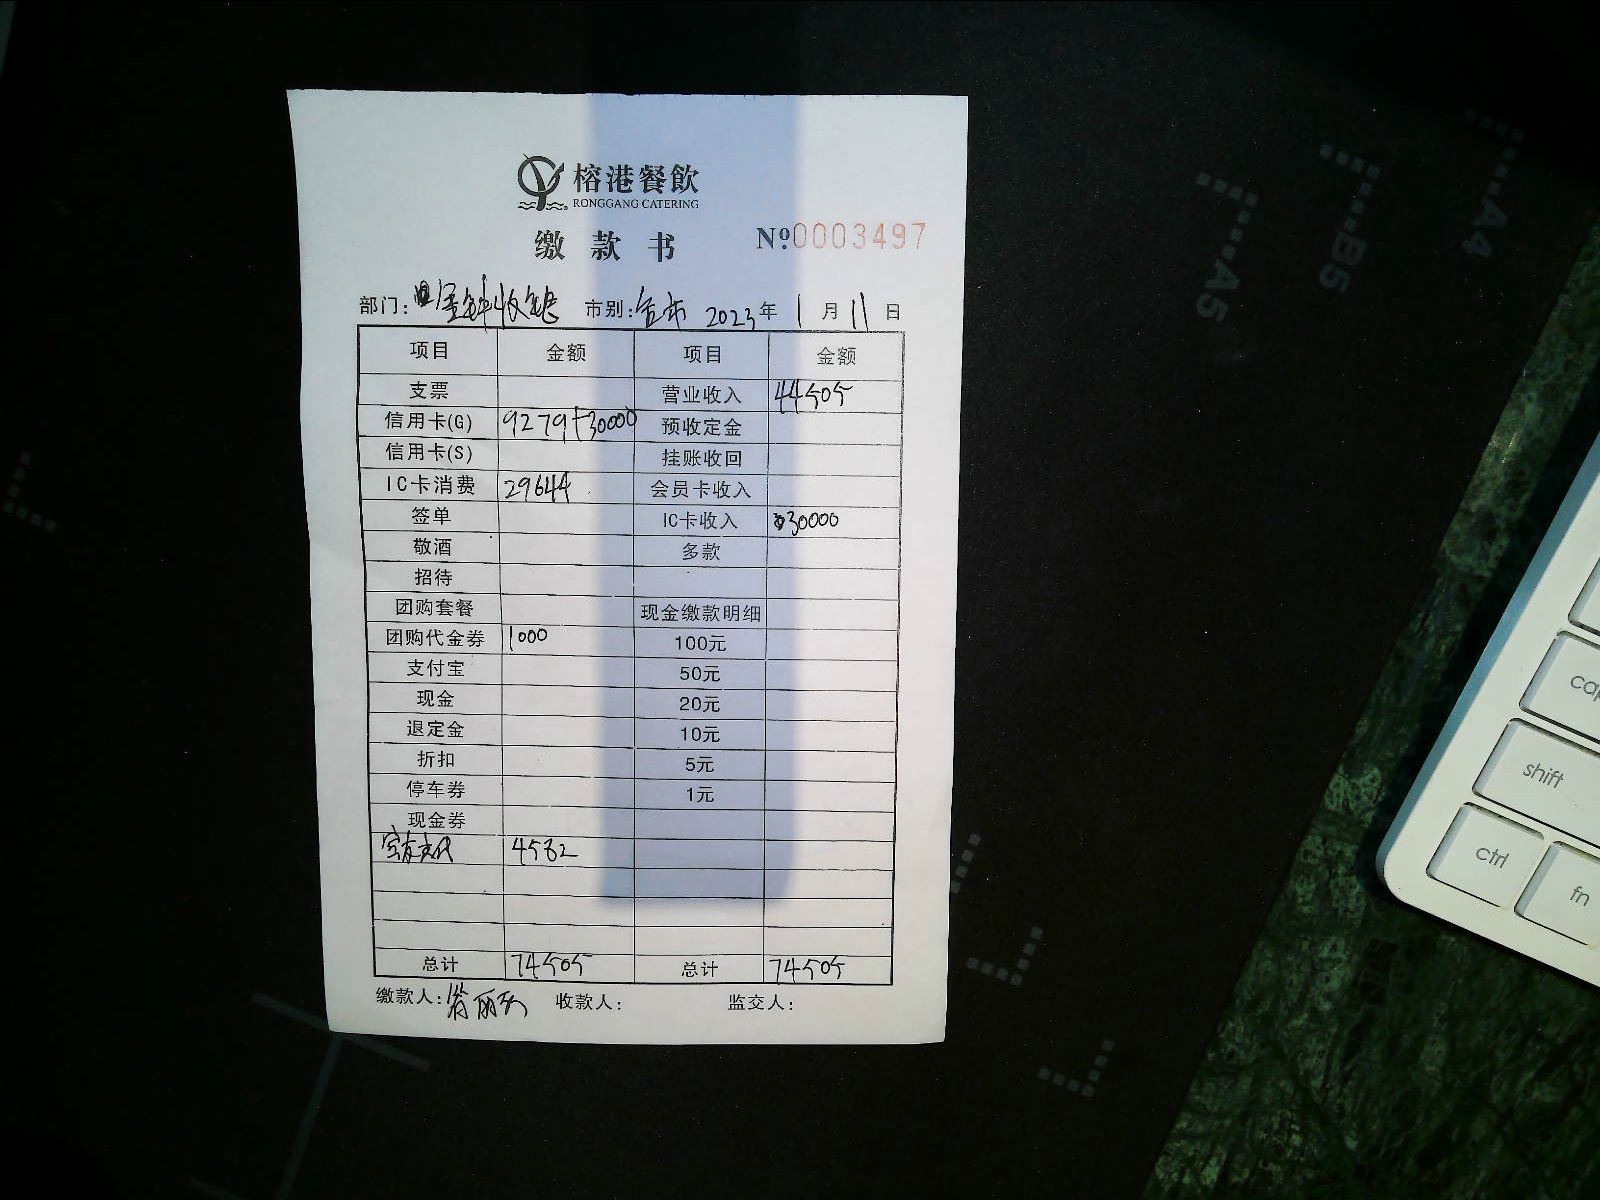 榕港餐飲
RONGGANG CATERING
缴款书 №0003497
部门: 收银 市别:全市 2023年1月11日
项目 金额 项目 金额
支票 营业收入 44505
信用卡(G) 9279+30000 预收定金
信用卡(S) 挂账收回
IC卡消费 29644 会员卡收入
签单 IC卡收入 30000
敬酒 多款
招待
团购套餐 现金缴款明细
团购代金券 1000 100元
支付宝 50元
现金 20元
退定金 10元
折扣 5元
停车券 1元
现金券
4582
总计 74505 总计 74505
缴款人: 收款人: 监交人:
A5
B5
A4
cap
shift
ctrl
fn